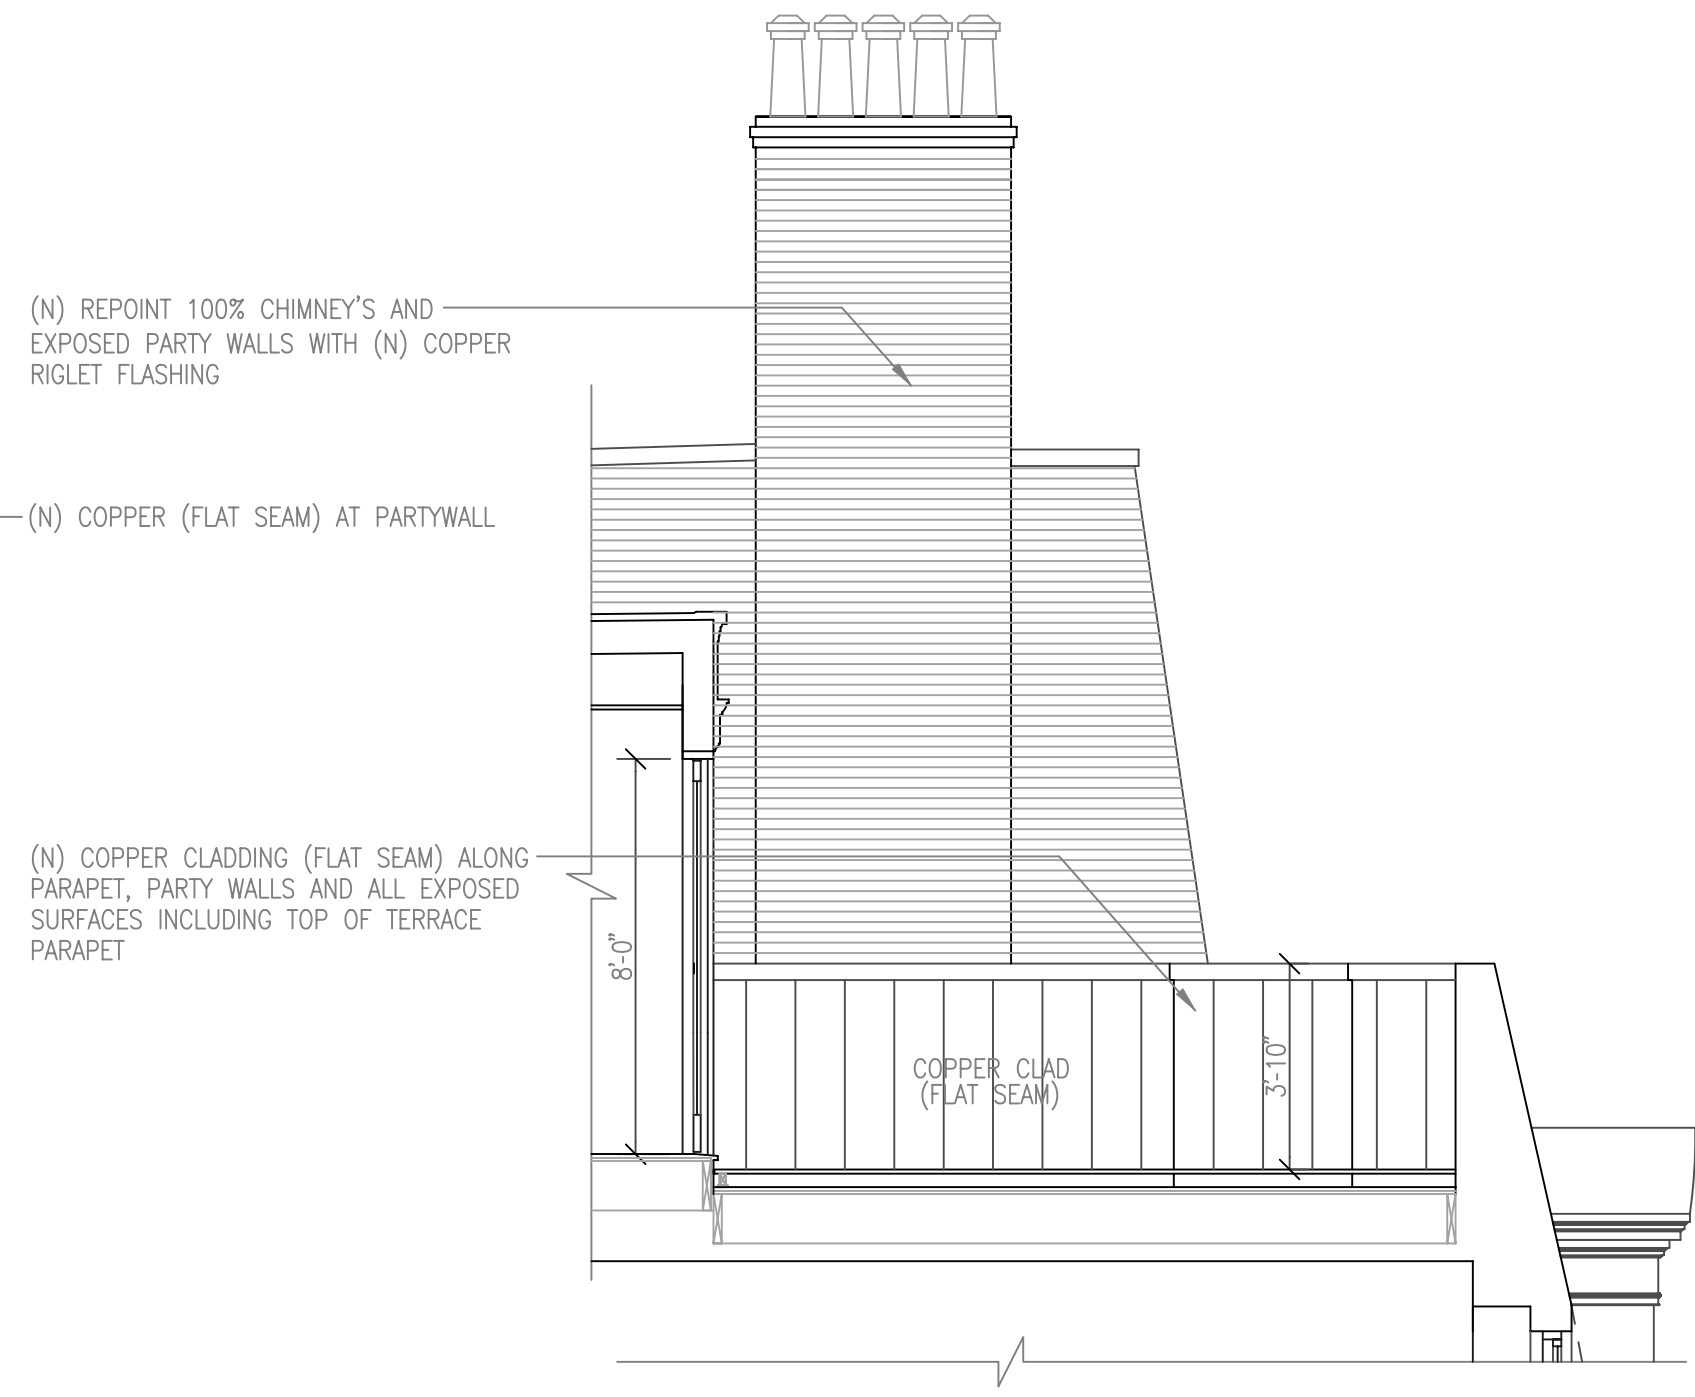 (N) REPOINT 100% CHIMNEY'S AND
EXPOSED PARTY WALLS WITH (N) COPPER
RIGLET FLASHING
(N) COPPER (FLAT SEAM) AT PARTYWALL
(N) COPPER CLADDING (FLAT SEAM) ALONG
PARAPET, PARTY WALLS AND ALL EXPOSED
SURFACES INCLUDING TOP OF TERRACE
PARAPET
8'-0"
COPPER CLAD
(FLAT SEAM)
3'-10"